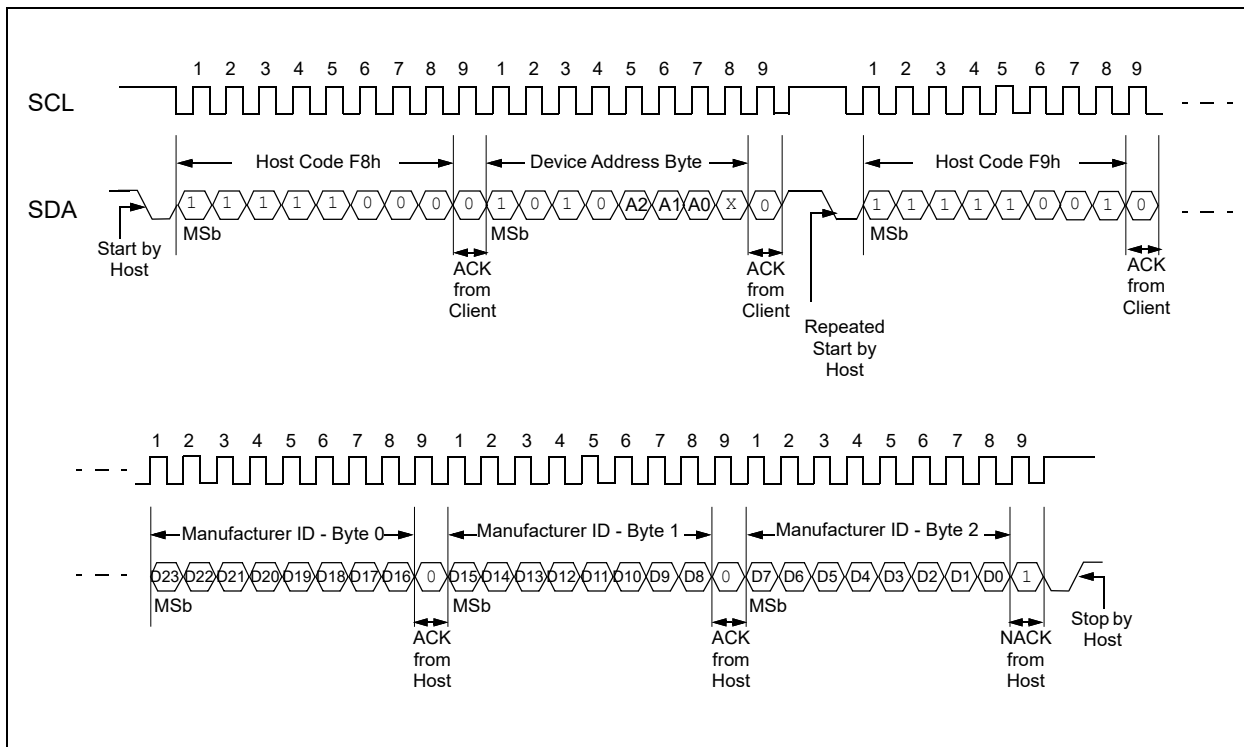 1 2 3 4 5 6 7 8 9 1 2 3 4 5 6 7 8 9 1 2 3 4 5 6 7 8 9
SCL
Host Code F8h Device Address Byte Host Code F9h
SDA 1 1 1 1 1 0 0 0 0 1 0 1 0 A2 A1 A0 X 0 1 1 1 1 1 0 0 1 0
MSb MSb MSb
Start by
Host
ACK
from
Client
ACK
from
Client
ACK
from
Client
Repeated
Start by
Host
1 2 3 4 5 6 7 8 9 1 2 3 4 5 6 7 8 9 1 2 3 4 5 6 7 8 9
Manufacturer ID - Byte 0 Manufacturer ID - Byte 1 Manufacturer ID - Byte 2
D23 D22 D21 D20 D19 D18 D17 D16 0 D15 D14 D13 D12 D11 D10 D9 D8 0 D7 D6 D5 D4 D3 D2 D1 D0 1
MSb MSb MSb
ACK
from
Host
ACK
from
Host
NACK
from
Host
Stop by
Host